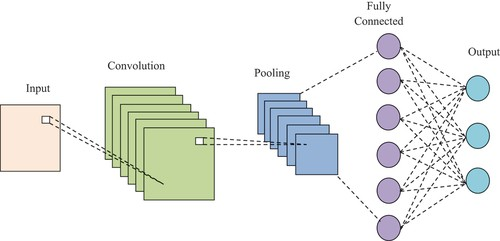 Input
Convolution
Pooling
Fully
Connected
Output